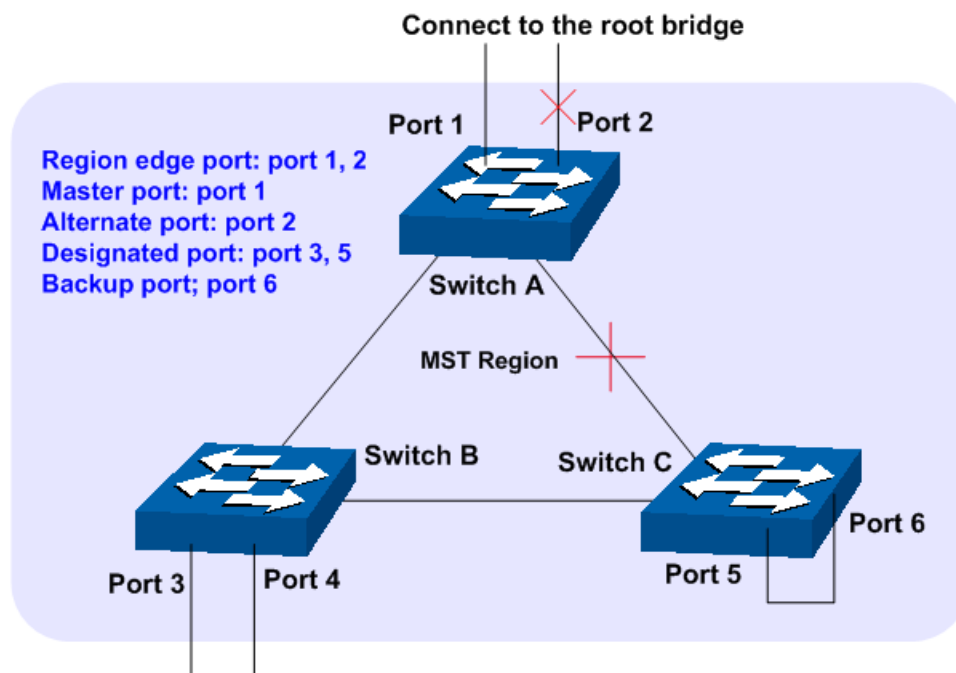 Connect to the root bridge
Port 1
Port 2
Region edge port: port 1, 2
Master port: port 1
Alternate port: port 2
Designated port: port 3, 5
Backup port; port 6
Switch A
MST Region
Switch B
Switch C
Port 6
Port 5
Port 3
Port 4